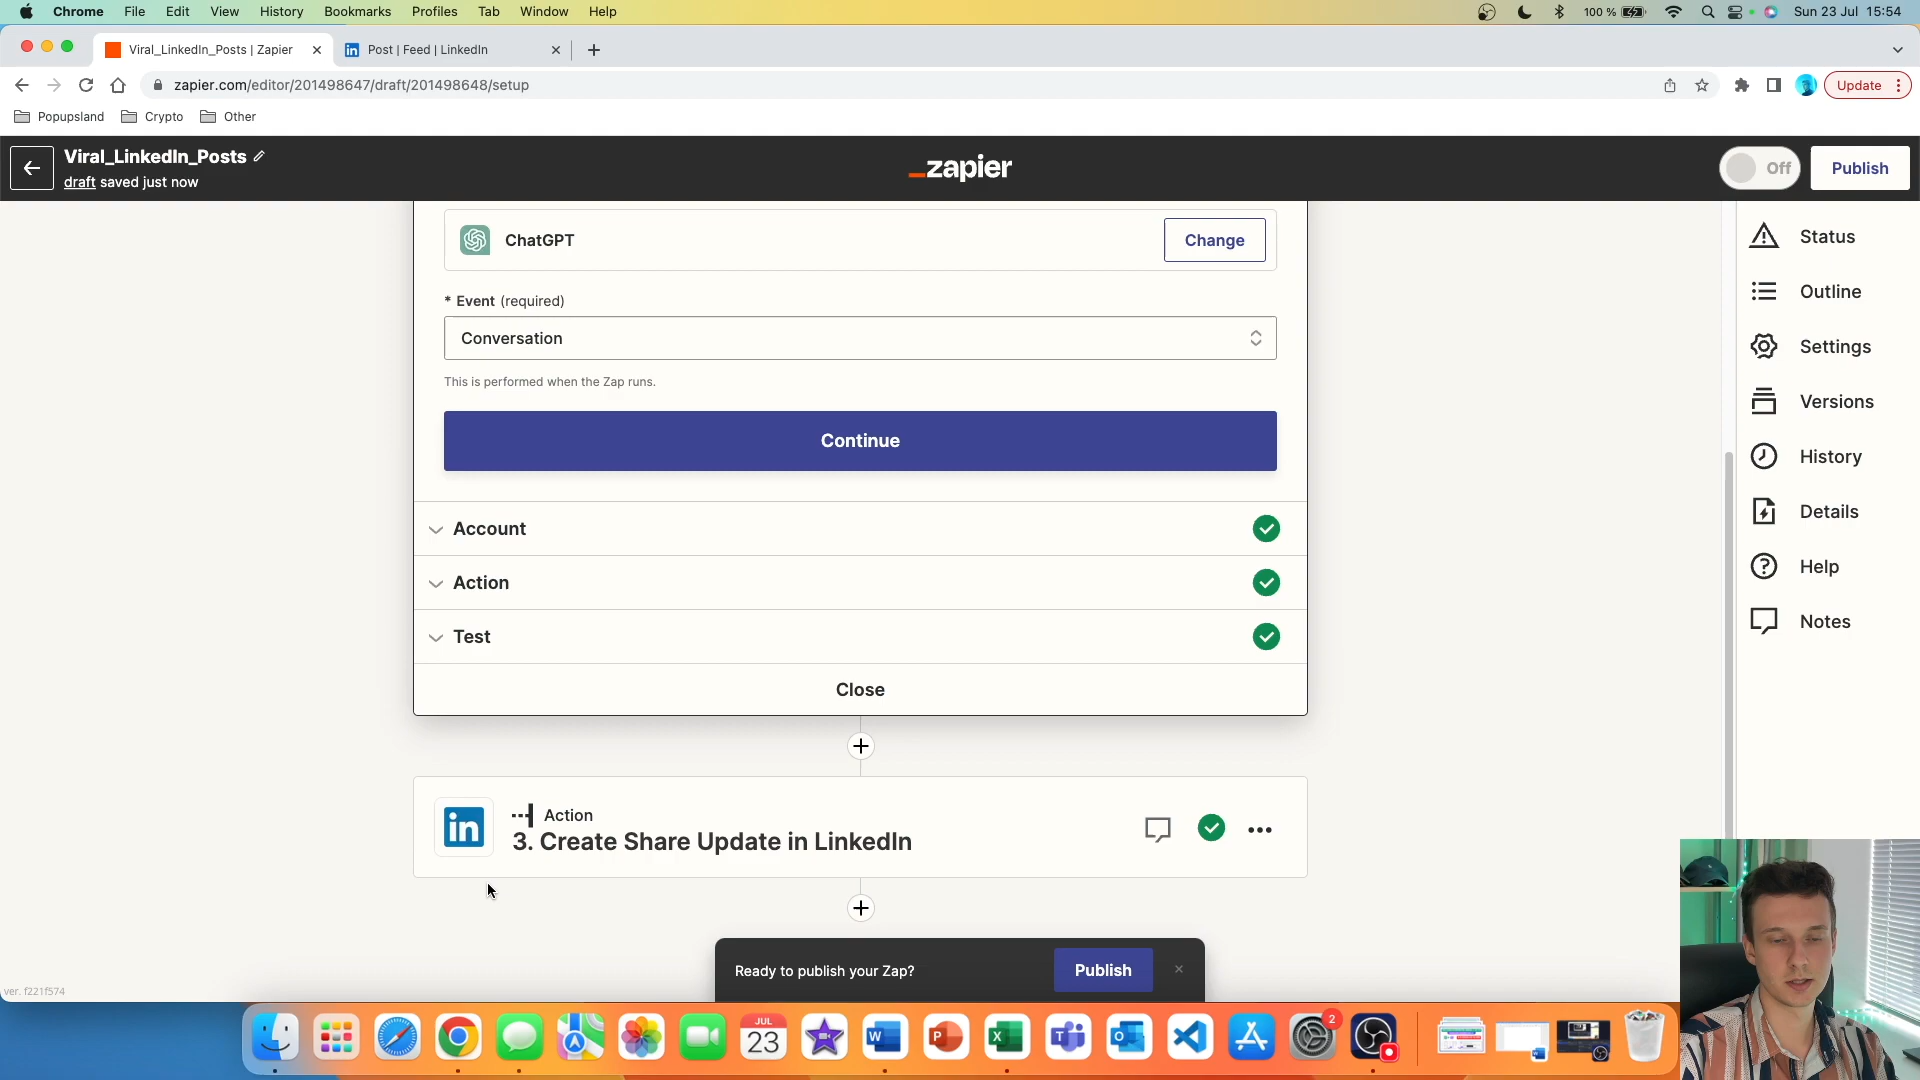 Chrome File Edit View History Bookmarks Profiles Tab Window Help 100 % Sun 23 Jul 15:54
Viral_LinkedIn_Posts | Zapier
Post | Feed | LinkedIn
zapier.com/editor/201498647/draft/201498648/setup
Update
Popupsland Crypto Other
Viral_LinkedIn_Posts
draft saved just now
_zapier
Off
Publish
ChatGPT
Change
* Event (required)
Conversation
This is performed when the Zap runs.
Continue
Account
Action
Test
Close
Action
3. Create Share Update in LinkedIn
in
Ready to publish your Zap?
Publish
Status
Outline
Settings
Versions
History
Details
Help
Notes
ver. f221f574
JUL
23
2